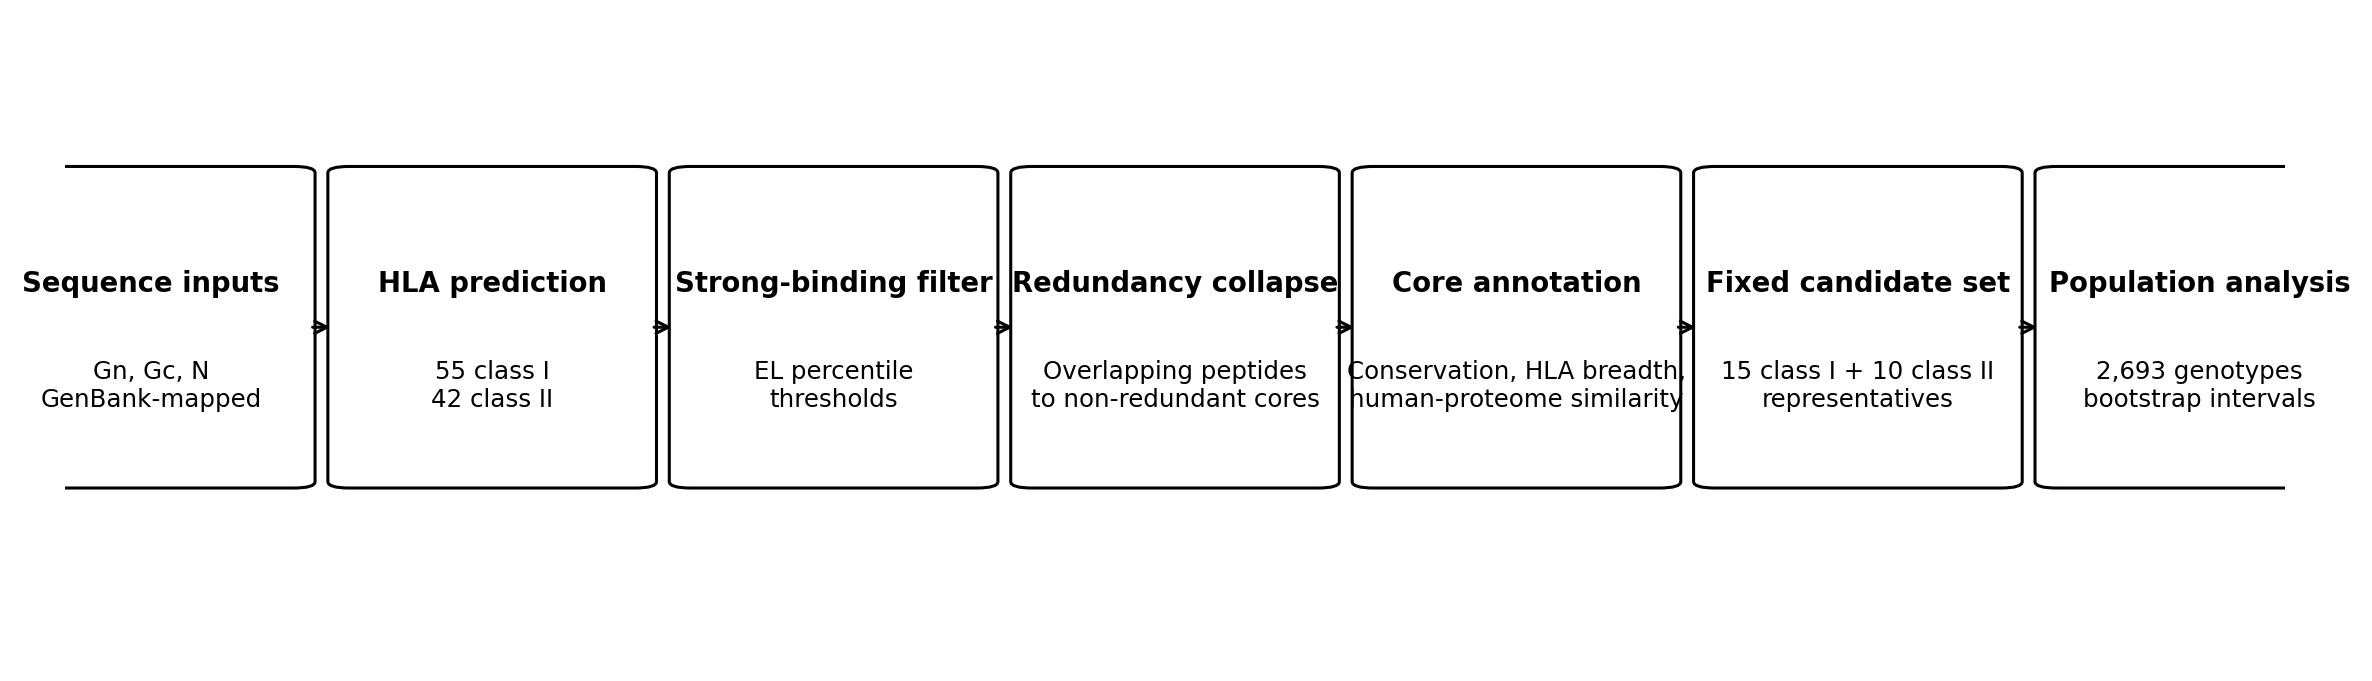 Sequence inputs
Gn, Gc, N
GenBank-mapped
HLA prediction
55 class I
42 class II
Strong-binding filter
EL percentile
thresholds
Redundancy collapse
Overlapping peptides
to non-redundant cores
Core annotation
Conservation, HLA breadth,
human-proteome similarity
Fixed candidate set
15 class I + 10 class II
representatives
Population analysis
2,693 genotypes
bootstrap intervals